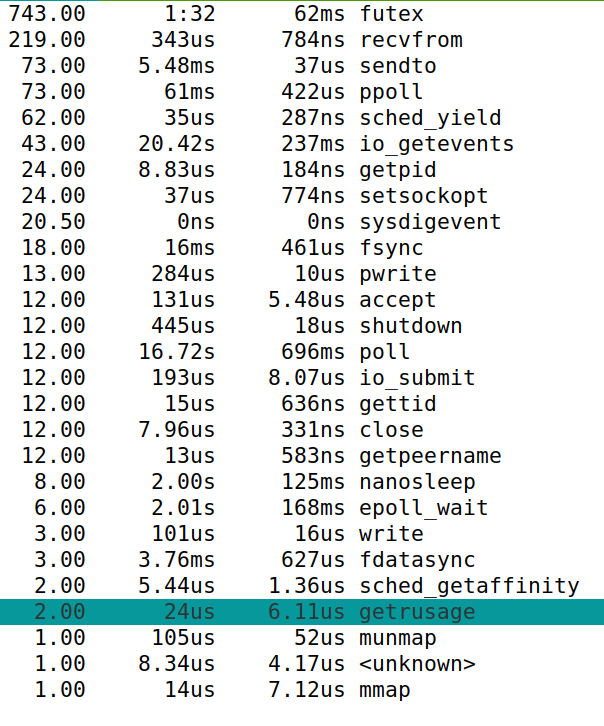 743.00 1:32 62ms futex
219.00 343us 784ns recvfrom
73.00 5.48ms 37us sendto
73.00 61ms 422us ppoll
62.00 35us 287ns sched_yield
43.00 20.42s 237ms io_getevents
24.00 8.83us 184ns getpid
24.00 37us 774ns setsockopt
20.50 0ns 0ns sysdigevent
18.00 16ms 461us fsync
13.00 284us 10us pwrite
12.00 131us 5.48us accept
12.00 445us 18us shutdown
12.00 16.72s 696ms poll
12.00 193us 8.07us io_submit
12.00 15us 636ns gettid
12.00 7.96us 331ns close
12.00 13us 583ns getpeername
8.00 2.00s 125ms nanosleep
6.00 2.01s 168ms epoll_wait
3.00 101us 16us write
3.00 3.76ms 627us fdatasync
2.00 5.44us 1.36us sched_getaffinity
2.00 24us 6.11us getrusage
1.00 105us 52us munmap
1.00 8.34us 4.17us <unknown>
1.00 14us 7.12us mmap